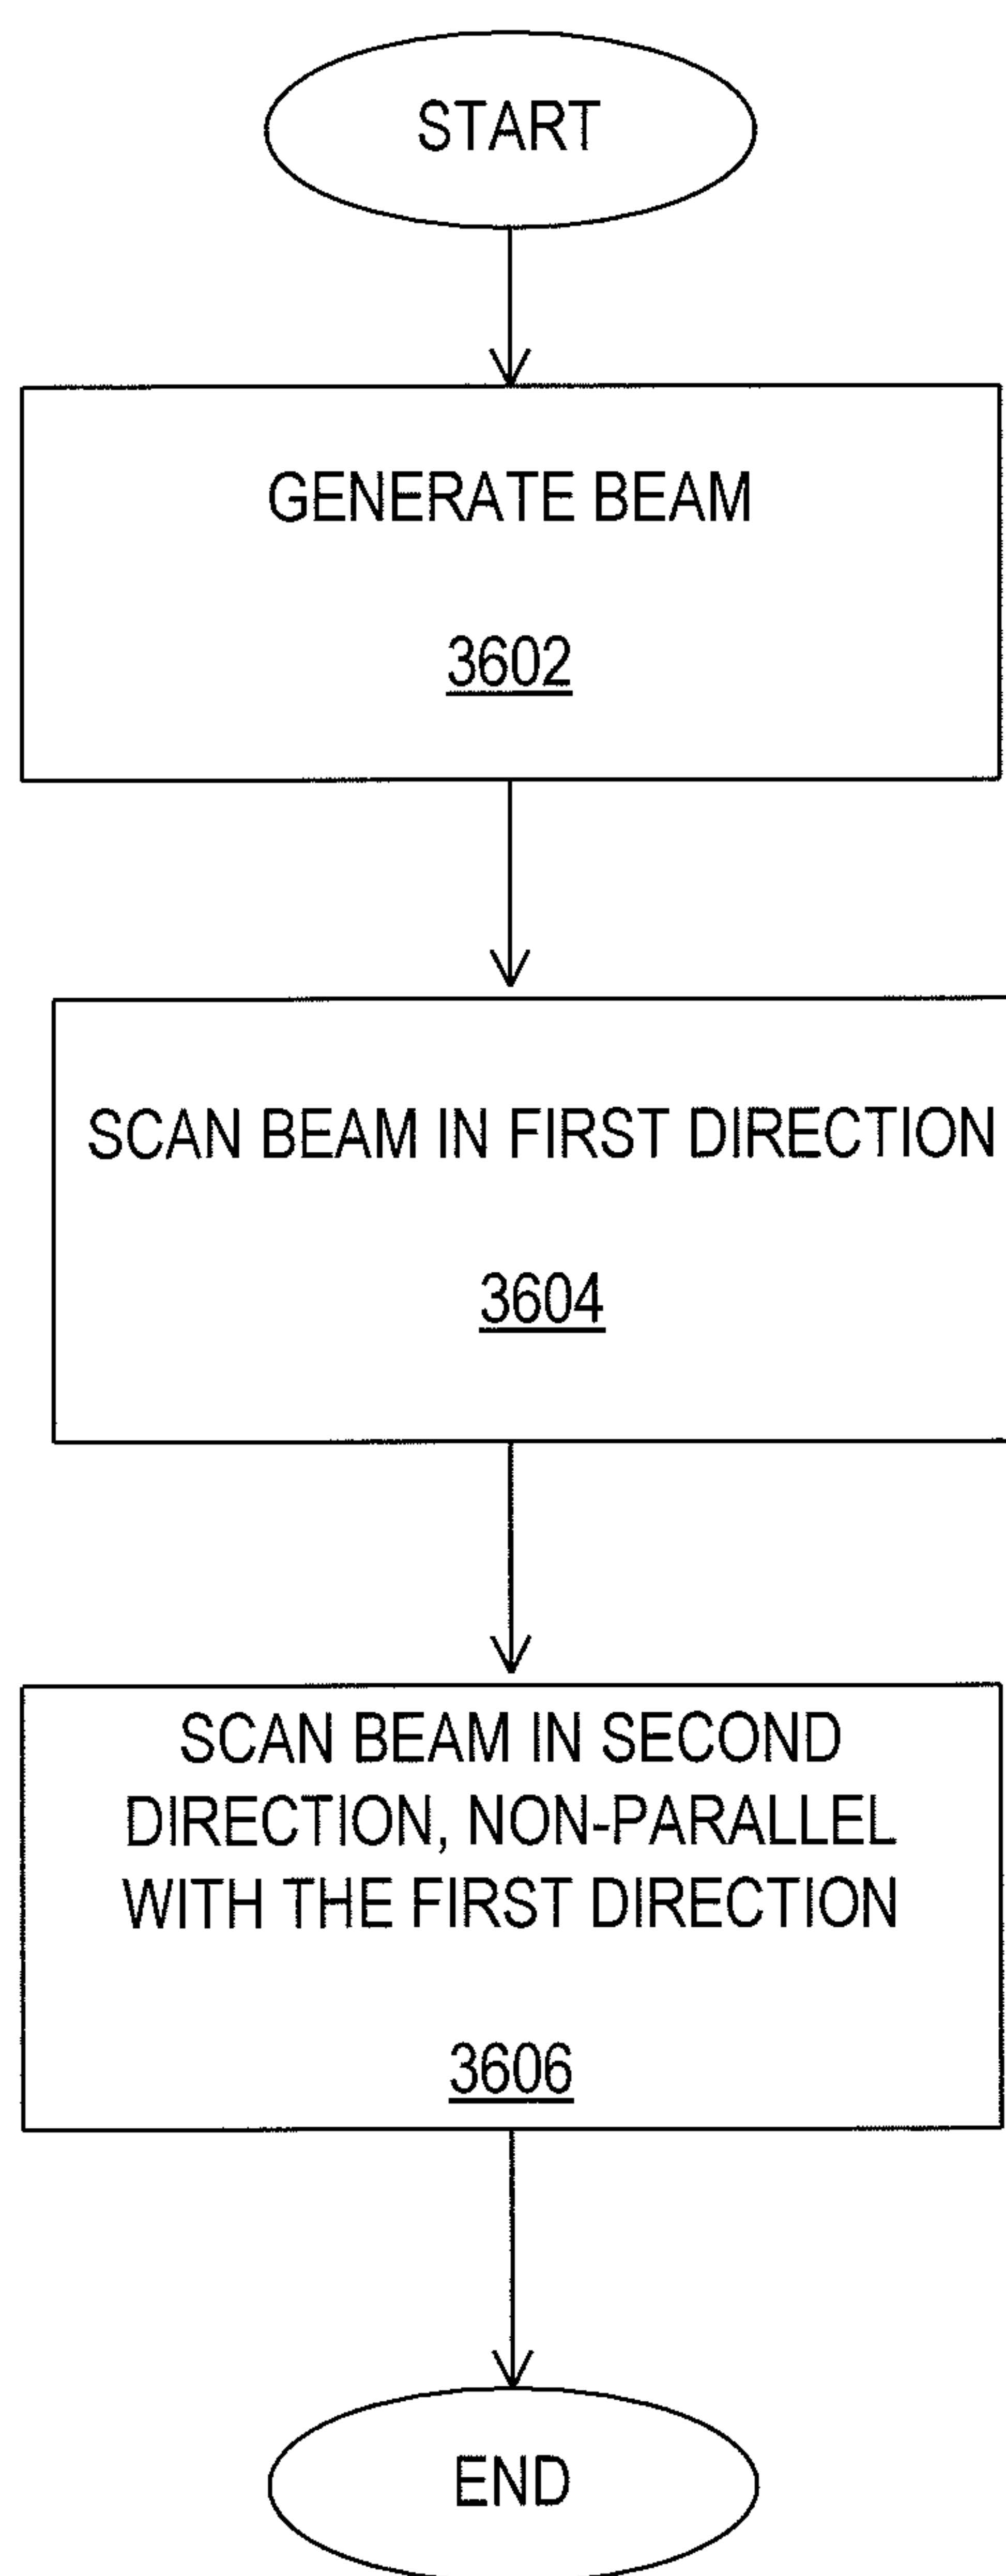 START
GENERATE BEAM
3602
SCAN BEAM IN FIRST DIRECTION
3604
SCAN BEAM IN SECOND
DIRECTION, NON-PARALLEL
WITH THE FIRST DIRECTION
3606
END